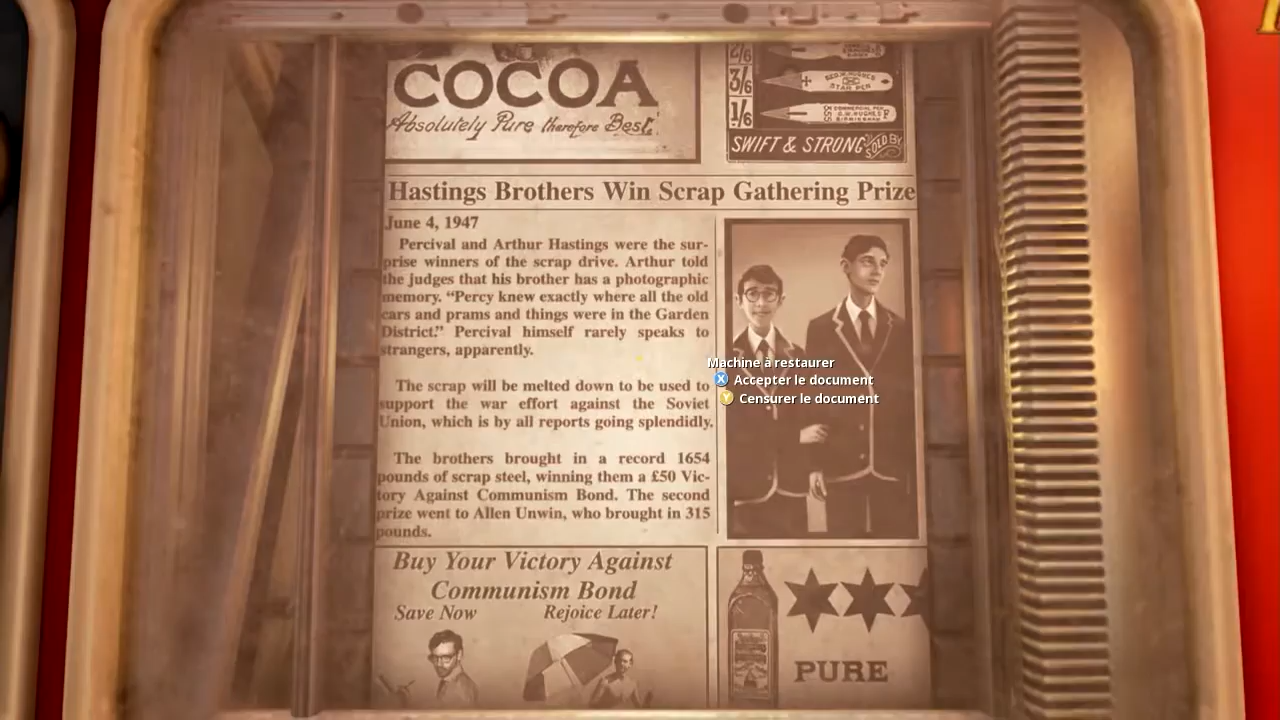 COCOA
Absolutely Pure therefore Best.
2/6
3/6
1/6
STAR PEN
SWIFT & STRONG
SOLD BY
Hastings Brothers Win Scrap Gathering Prize
June 4, 1947
Percival and Arthur Hastings were the sur-
prise winners of the scrap drive. Arthur told
the judges that his brother has a photographic
memory. “Percy knew exactly where all the old
cars and prams and things were in the Garden
District.” Percival himself rarely speaks to
strangers, apparently.
The scrap will be melted down to be used to
support the war effort against the Soviet
Union, which is by all reports going splendidly.
The brothers brought in a record 1654
pounds of scrap steel, winning them a £50 Vic-
tory Against Communism Bond. The second
prize went to Allen Unwin, who brought in 315
pounds.
Machine à restaurer
X Accepter le document
Y Censurer le document
Buy Your Victory Against
Communism Bond
Save Now Rejoice Later!
PURE